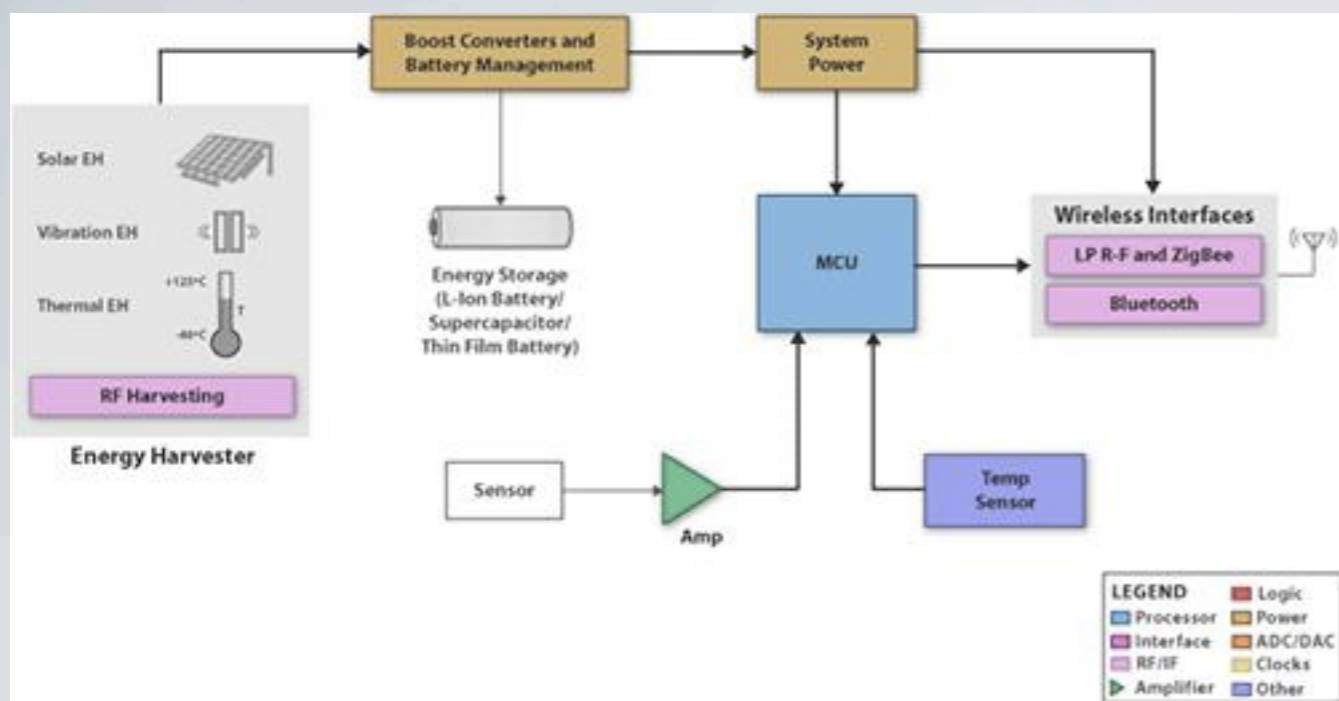 Boost Converters and
Battery Management
System
Power
Solar EH
Vibration EH
+125°C
Thermal EH
T
-40°C
RF Harvesting
Energy Harvester
Energy Storage
(L-Ion Battery/
Supercapacitor/
Thin Film Battery)
MCU
Wireless Interfaces
LP R-F and ZigBee
Bluetooth
Sensor
Amp
Temp
Sensor
LEGEND
Processor
Interface
RF/IF
Amplifier
Logic
Power
ADC/DAC
Clocks
Other